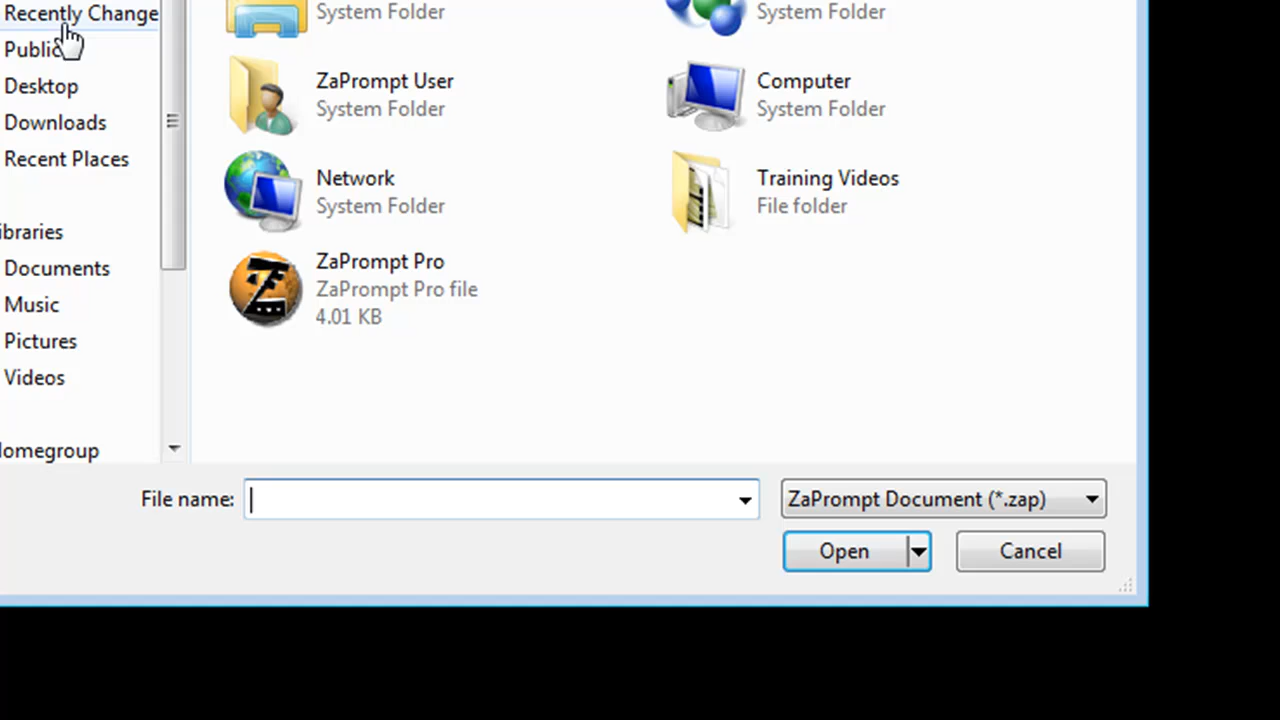 Recently Change
Public
Desktop
Downloads
Recent Places
ibraries
Documents
Music
Pictures
Videos
omegroup
System Folder
System Folder
ZaPrompt User
System Folder
Computer
System Folder
Network
System Folder
Training Videos
File folder
ZaPrompt Pro
ZaPrompt Pro file
4.01 KB
File name:
ZaPrompt Document (*.zap)
Open
Cancel